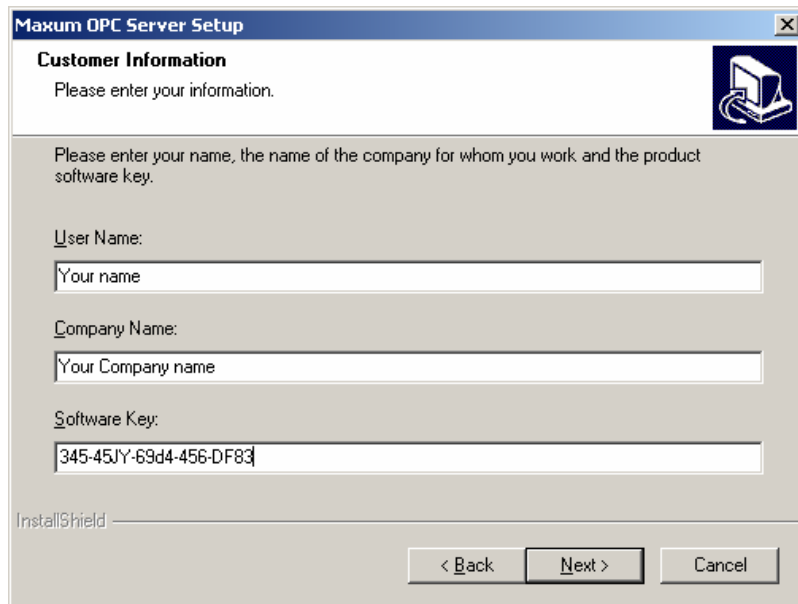 Maxum OPC Server Setup
Customer Information
Please enter your information.
Please enter your name, the name of the company for whom you work and the product
software key.
User Name:
Your name
Company Name:
Your Company name
Software Key:
345-45JY-69d4-456-DF83
InstallShield
< Back
Next >
Cancel